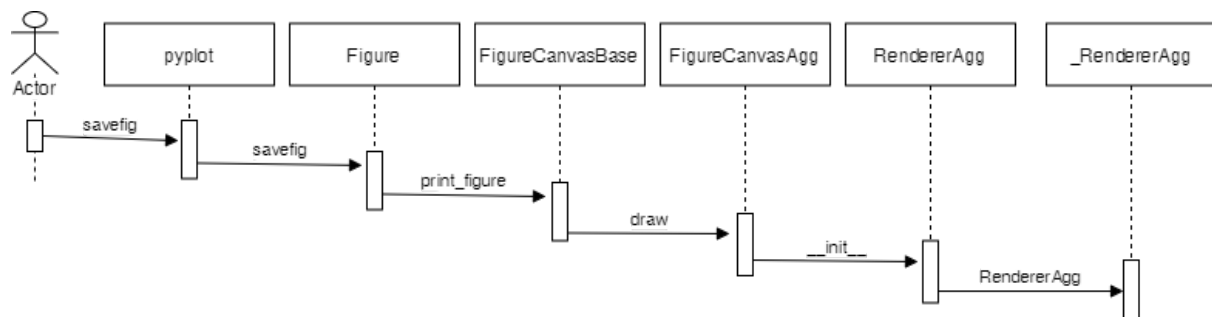 pyplot
Figure
FigureCanvasBase
FigureCanvasAgg
RendererAgg
_RendererAgg
Actor
savefig
savefig
print_figure
draw
__init__
RendererAgg